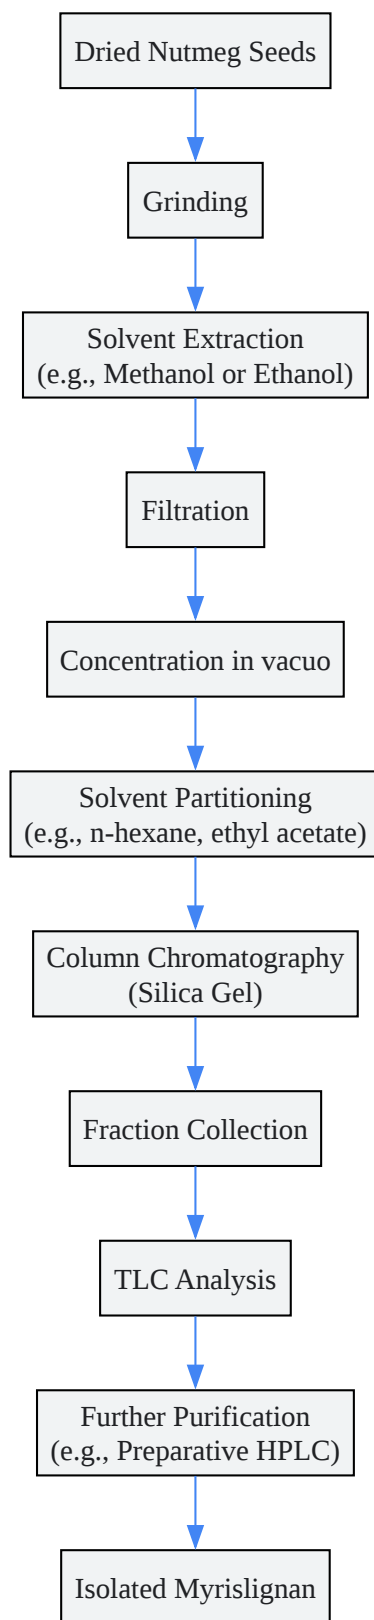 Dried Nutmeg Seeds
Grinding
Solvent Extraction
(e.g., Methanol or Ethanol)
Filtration
Concentration in vacuo
Solvent Partitioning
(e.g., n-hexane, ethyl acetate)
Column Chromatography
(Silica Gel)
Fraction Collection
TLC Analysis
Further Purification
(e.g., Preparative HPLC)
Isolated Myrislignan